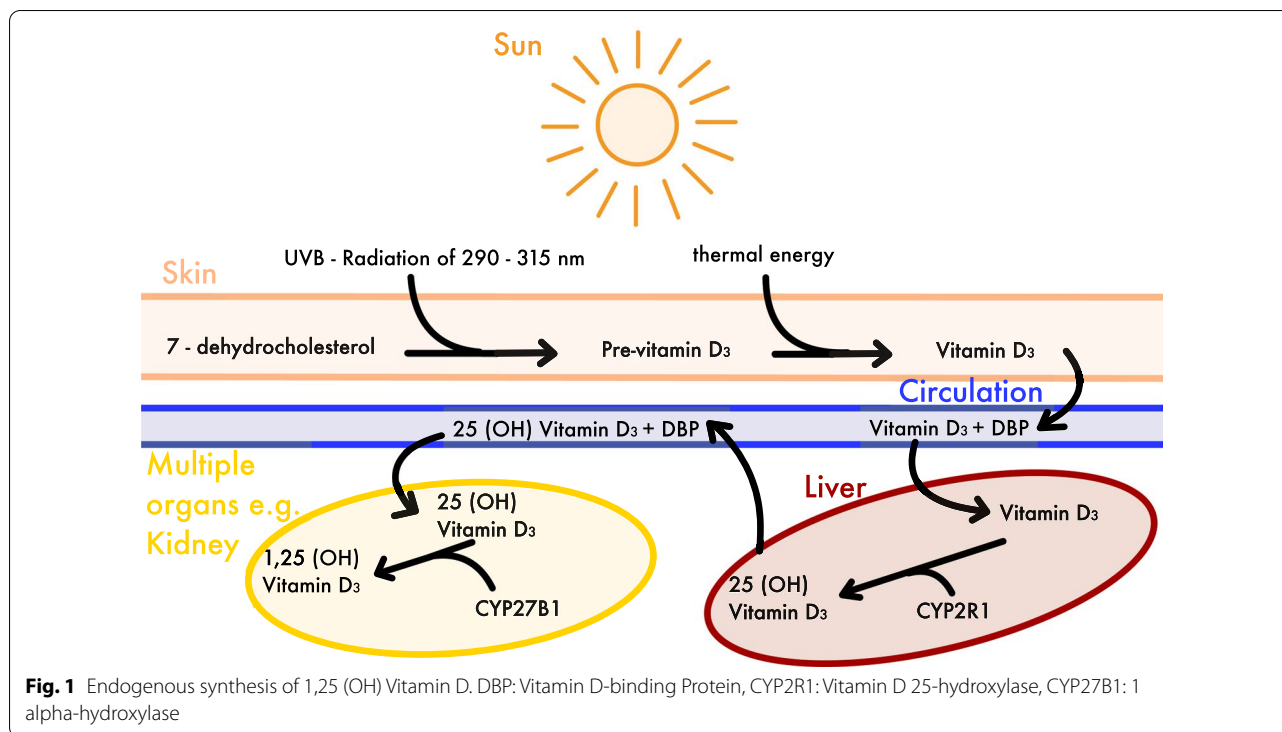 Sun
UVB - Radiation of 290 - 315 nm
thermal energy
Skin
7 - dehydrocholesterol
Pre-vitamin D3
Vitamin D3
Circulation
25 (OH) Vitamin D3 + DBP
Vitamin D3 + DBP
Multiple
organs e.g.
Kidney
25 (OH)
Vitamin D3
1,25 (OH)
Vitamin D3
CYP27B1
Liver
Vitamin D3
25 (OH)
Vitamin D3
CYP2R1
Fig. 1 Endogenous synthesis of 1,25 (OH) Vitamin D. DBP: Vitamin D-binding Protein, CYP2R1: Vitamin D 25-hydroxylase, CYP27B1: 1
alpha-hydroxylase